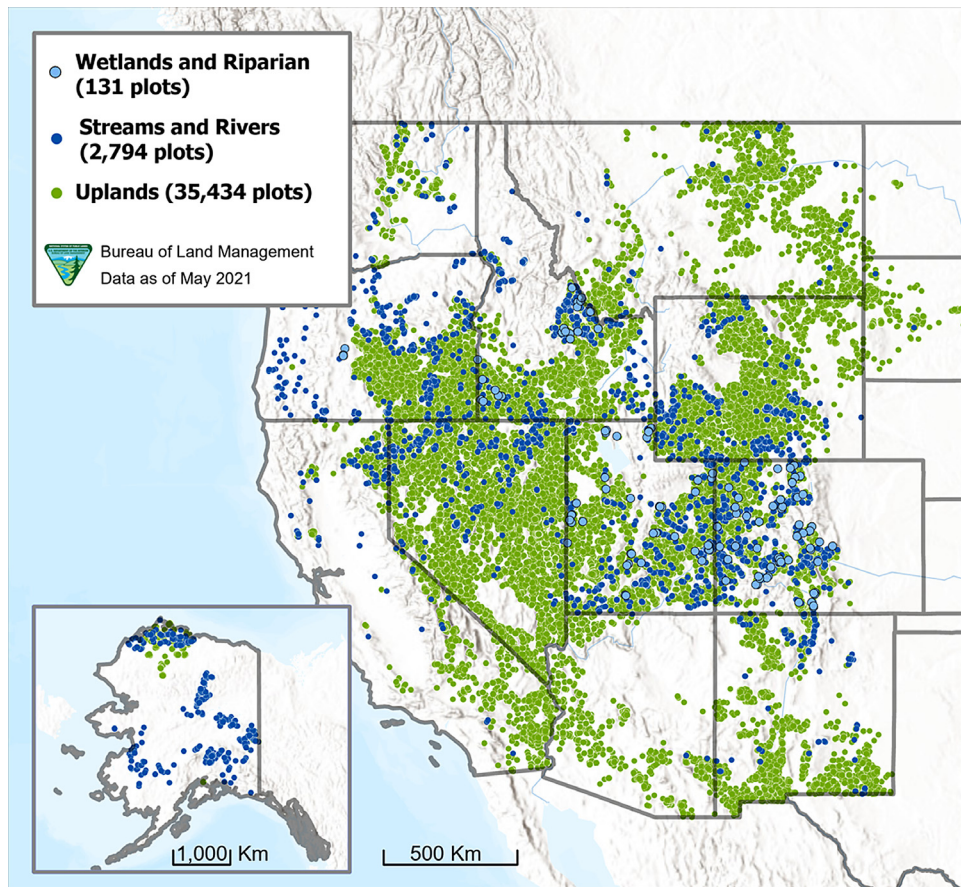 Wetlands and Riparian
(131 plots)
Streams and Rivers
(2,794 plots)
Uplands (35,434 plots)
Bureau of Land Management
Data as of May 2021
1,000 Km
500 Km